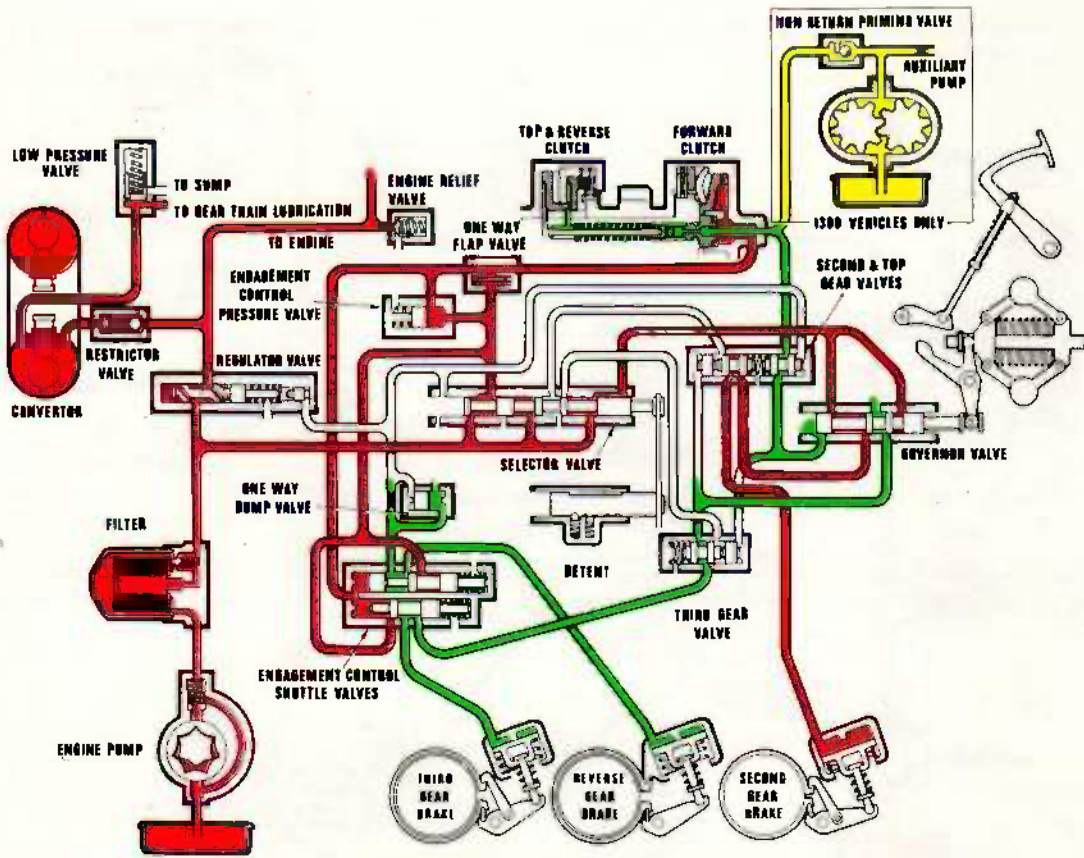 NON RETURN PRIMING VALVE
AUXILIARY
PUMP
1300 VEHICLES ONLY
TOP & REVERSE
CLUTCH
FORWARD
CLUTCH
LOW PRESSURE
VALVE
TO SUMP
TO GEAR TRAIN LUBRICATION
TO ENGINE
ENGINE RELIEF
VALVE
ONE WAY
FLAP VALVE
ENGAGEMENT
CONTROL
PRESSURE VALVE
SECOND & TOP
GEAR VALVES
RESTRICTOR
VALVE
CONVERTOR
REGULATOR VALVE
SELECTOR VALVE
GOVERNOR VALVE
ONE WAY
DUMP VALVE
FILTER
DETENT
THIRD GEAR
VALVE
ENGAGEMENT CONTROL
SHUTTLE VALVES
ENGINE PUMP
THIRD
GEAR
BRAKE
REVERSE
GEAR
BRAKE
SECOND
GEAR
BRAKE